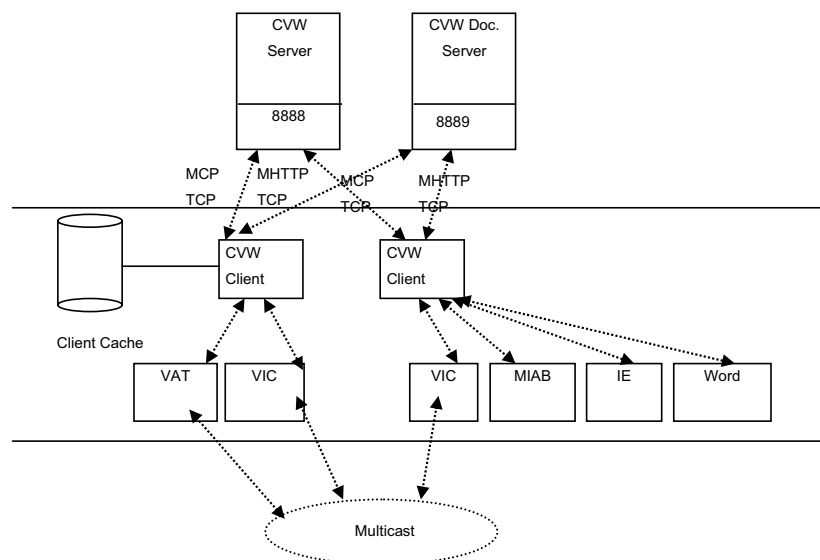 CVW
Server
CVW Doc.
Server
8888
8889
MCP
TCP
MHTTP
TCP
MCP
TCP
MHTTP
TCP
CVW
Client
CVW
Client
Client Cache
VAT
VIC
VIC
MIAB
IE
Word
Multicast